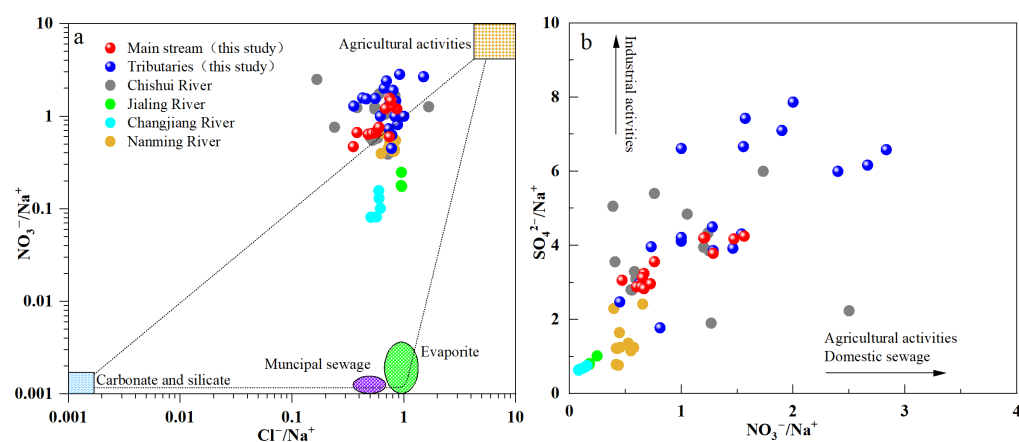 a
10
1
0.1
0.01
0.001
NO₃⁻/Na⁺
Main stream（this study）
Tributaries（this study）
Chishui River
Jialing River
Changjiang River
Nanming River
Agricultural activities
Muncipal sewage
Evaporite
Carbonate and silicate
0.001 0.01 0.1 1 10
Cl⁻/Na⁺
b
10
8
6
4
2
0
SO₄²⁻/Na⁺
Industrial activities
Agricultural activities
Domestic sewage
0 1 2 3 4
NO₃⁻/Na⁺